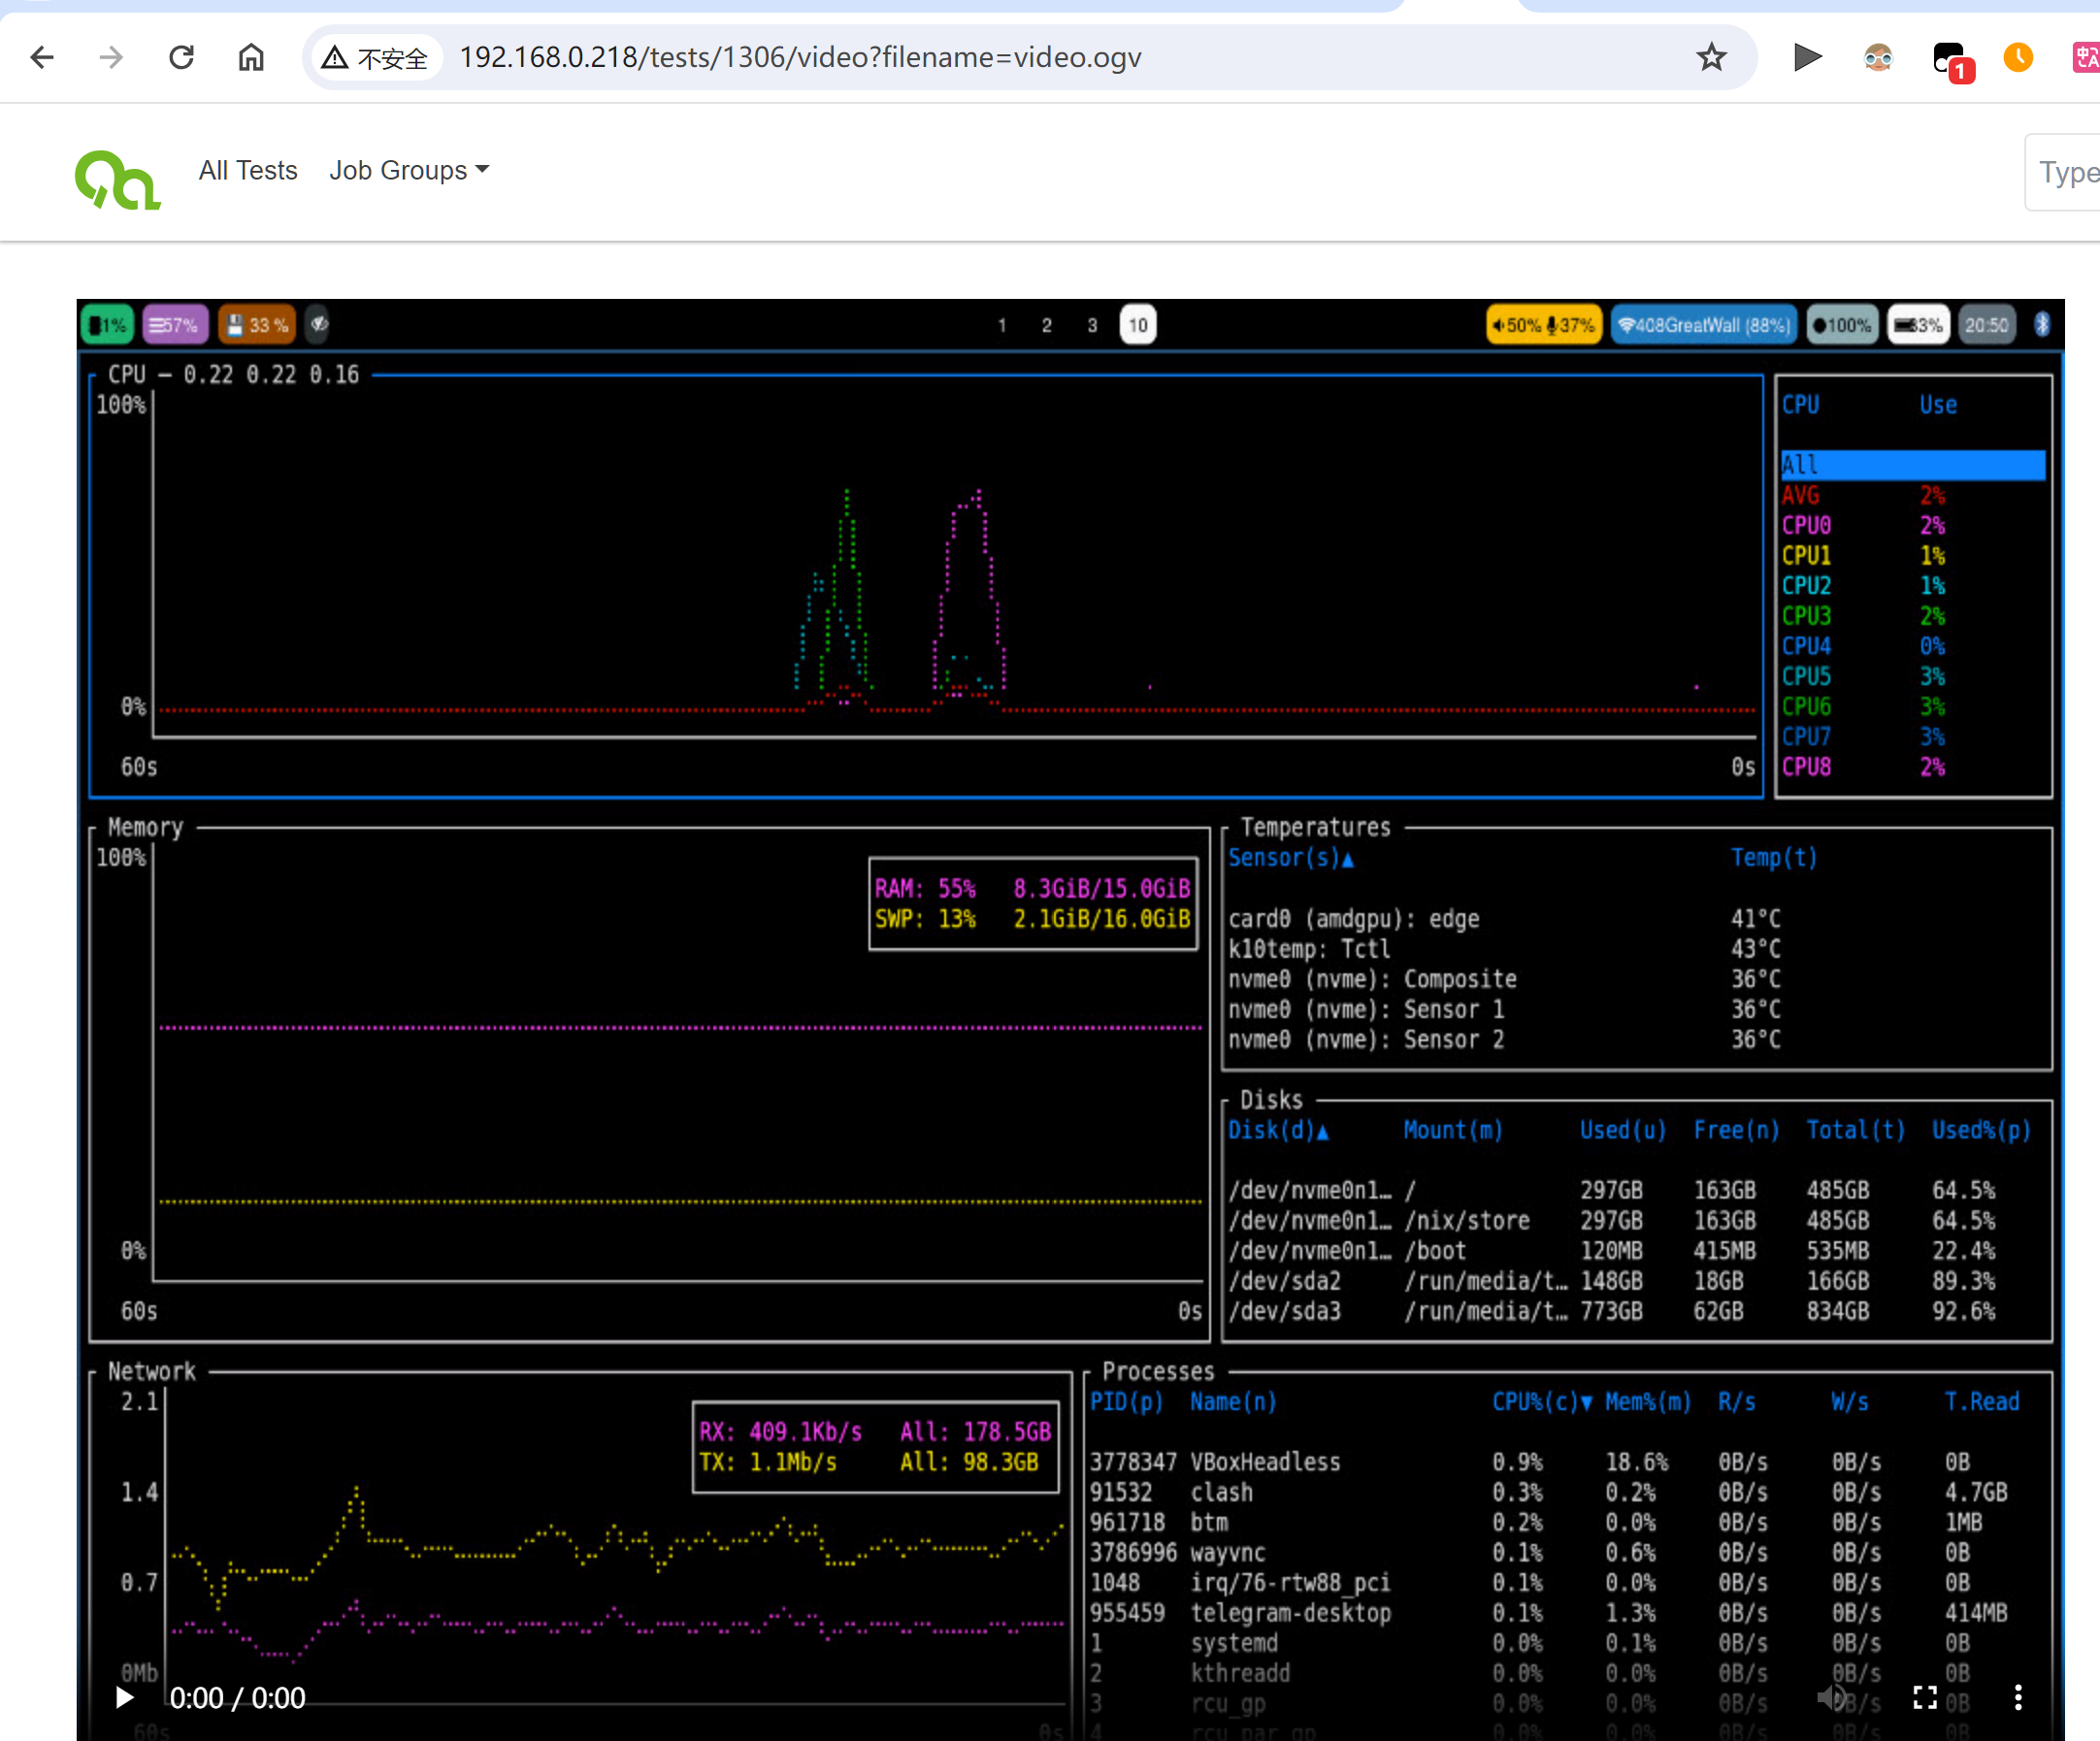 不安全 192.168.0.218/tests/1306/video?filename=video.ogv 1
All Tests Job Groups Type
1% 57% 33 % 1 2 3 10 50% 37% 408GreatWall (88%) 100% 20:50
CPU — 0.22 0.22 0.16
100%
0%
60s 0s
CPU Use
All
AVG 2%
CPU0 2%
CPU1 1%
CPU2 1%
CPU3 2%
CPU4 0%
CPU5 3%
CPU6 3%
CPU7 3%
CPU8 2%
Memory
100%
RAM: 55% 8.3GiB/15.0GiB
SWP: 13% 2.1GiB/16.0GiB
0%
60s 0s
Temperatures
Sensor(s)▲ Temp(t)
card0 (amdgpu): edge 41°C
k10temp: Tctl 43°C
nvme0 (nvme): Composite 36°C
nvme0 (nvme): Sensor 1 36°C
nvme0 (nvme): Sensor 2 36°C
Disks
Disk(d)▲ Mount(m) Used(u) Free(n) Total(t) Used%(p)
/dev/nvme0n1… / 297GB 163GB 485GB 64.5%
/dev/nvme0n1… /nix/store 297GB 163GB 485GB 64.5%
/dev/nvme0n1… /boot 120MB 415MB 535MB 22.4%
/dev/sda2 /run/media/t… 148GB 18GB 166GB 89.3%
/dev/sda3 /run/media/t… 773GB 62GB 834GB 92.6%
Network
2.1
RX: 409.1Kb/s All: 178.5GB
TX: 1.1Mb/s All: 98.3GB
1.4
0.7
0Mb
0:00 / 0:00
60s 0s
Processes
PID(p) Name(n) CPU%(c)▼ Mem%(m) R/s W/s T.Read
3778347 VBoxHeadless 0.9% 18.6% 0B/s 0B/s 0B
91532 clash 0.3% 0.2% 0B/s 0B/s 4.7GB
961718 btm 0.2% 0.0% 0B/s 0B/s 1MB
3786996 wayvnc 0.1% 0.6% 0B/s 0B/s 0B
1048 irq/76-rtw88_pci 0.1% 0.0% 0B/s 0B/s 0B
955459 telegram-desktop 0.1% 1.3% 0B/s 0B/s 414MB
1 systemd 0.0% 0.1% 0B/s 0B/s 0B
2 kthreadd 0.0% 0.0% 0B/s 0B/s 0B
3 rcu_gp 0.0% 0.0% 0B/s 0B/s 0B
4 rcu_par_gp 0.0% 0.0% 0B/s 0B/s 0B